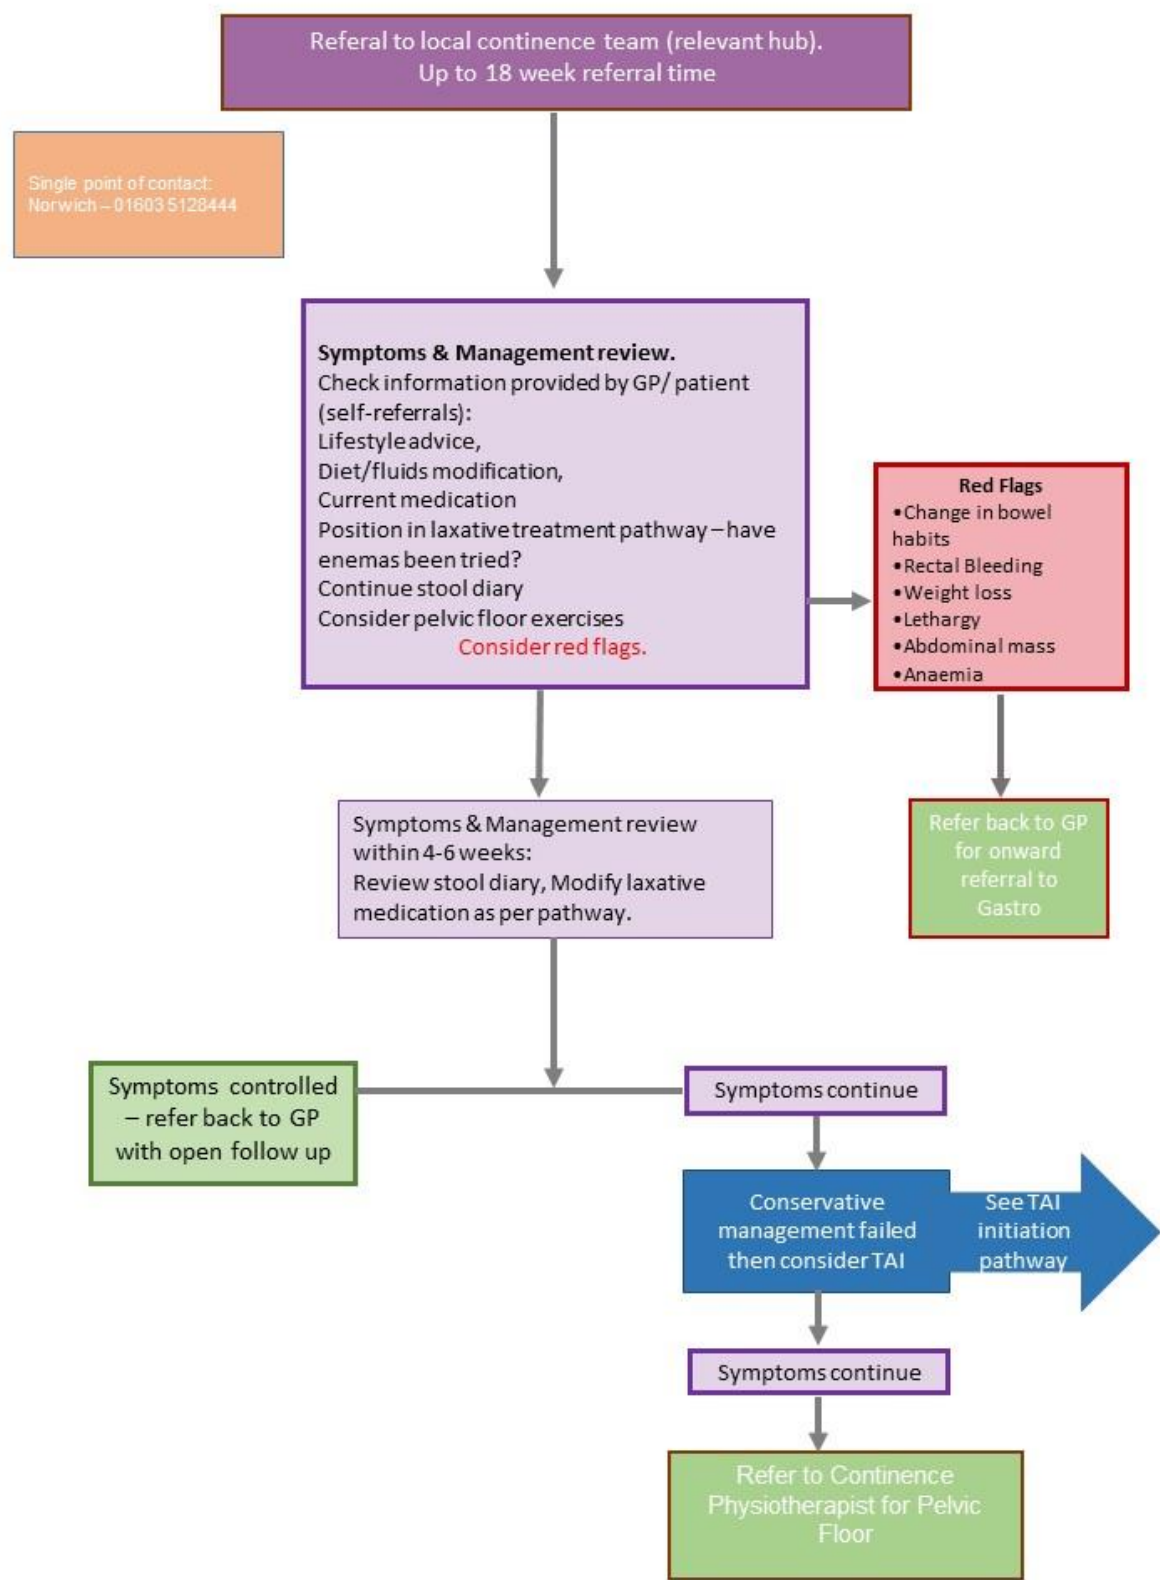 Referal to local continence team (relevant hub).
Up to 18 week referral time
Single point of contact:
Norwich – 01603 5128444
Symptoms & Management review.
Check information provided by GP/ patient
(self-referrals):
Lifestyle advice,
Diet/fluids modification,
Current medication
Position in laxative treatment pathway – have
enemas been tried?
Continue stool diary
Consider pelvic floor exercises
Consider red flags.
Red Flags
•Change in bowel
habits
•Rectal Bleeding
•Weight loss
•Lethargy
•Abdominal mass
•Anaemia
Symptoms & Management review
within 4-6 weeks:
Review stool diary, Modify laxative
medication as per pathway.
Refer back to GP
for onward
referral to
Gastro
Symptoms controlled
– refer back to GP
with open follow up
Symptoms continue
Conservative
management failed
then consider TAI
See TAI
initiation
pathway
Symptoms continue
Refer to Continence
Physiotherapist for Pelvic
Floor